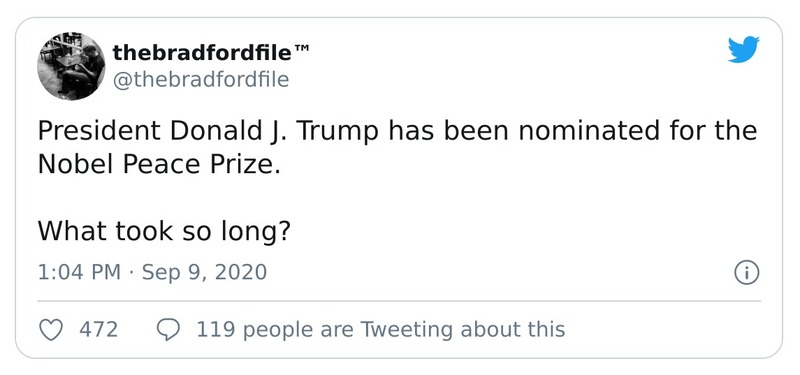 thebradfordfile™
@thebradfordfile
President Donald J. Trump has been nominated for the
Nobel Peace Prize.
What took so long?
1:04 PM · Sep 9, 2020
472 119 people are Tweeting about this